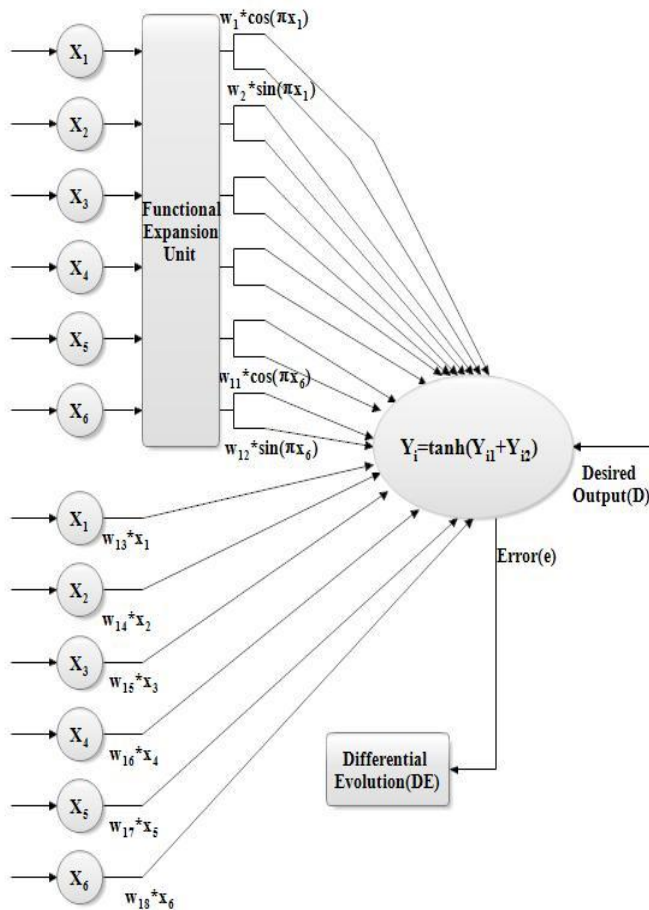 w₁*cos(πx₁)
X₁
w₂*sin(πx₁)
X₂
X₃
Functional
Expansion
Unit
X₄
X₅
w₁₁*cos(πx₆)
X₆
w₁₂*sin(πx₆)
Yᵢ=tanh(Yᵢ₁+Yᵢ₂)
Desired
Output(D)
X₁
w₁₃*x₁
Error(e)
X₂
w₁₄*x₂
X₃
w₁₅*x₃
X₄
w₁₆*x₄
Differential
Evolution(DE)
X₅
w₁₇*x₅
X₆
w₁₈*x₆